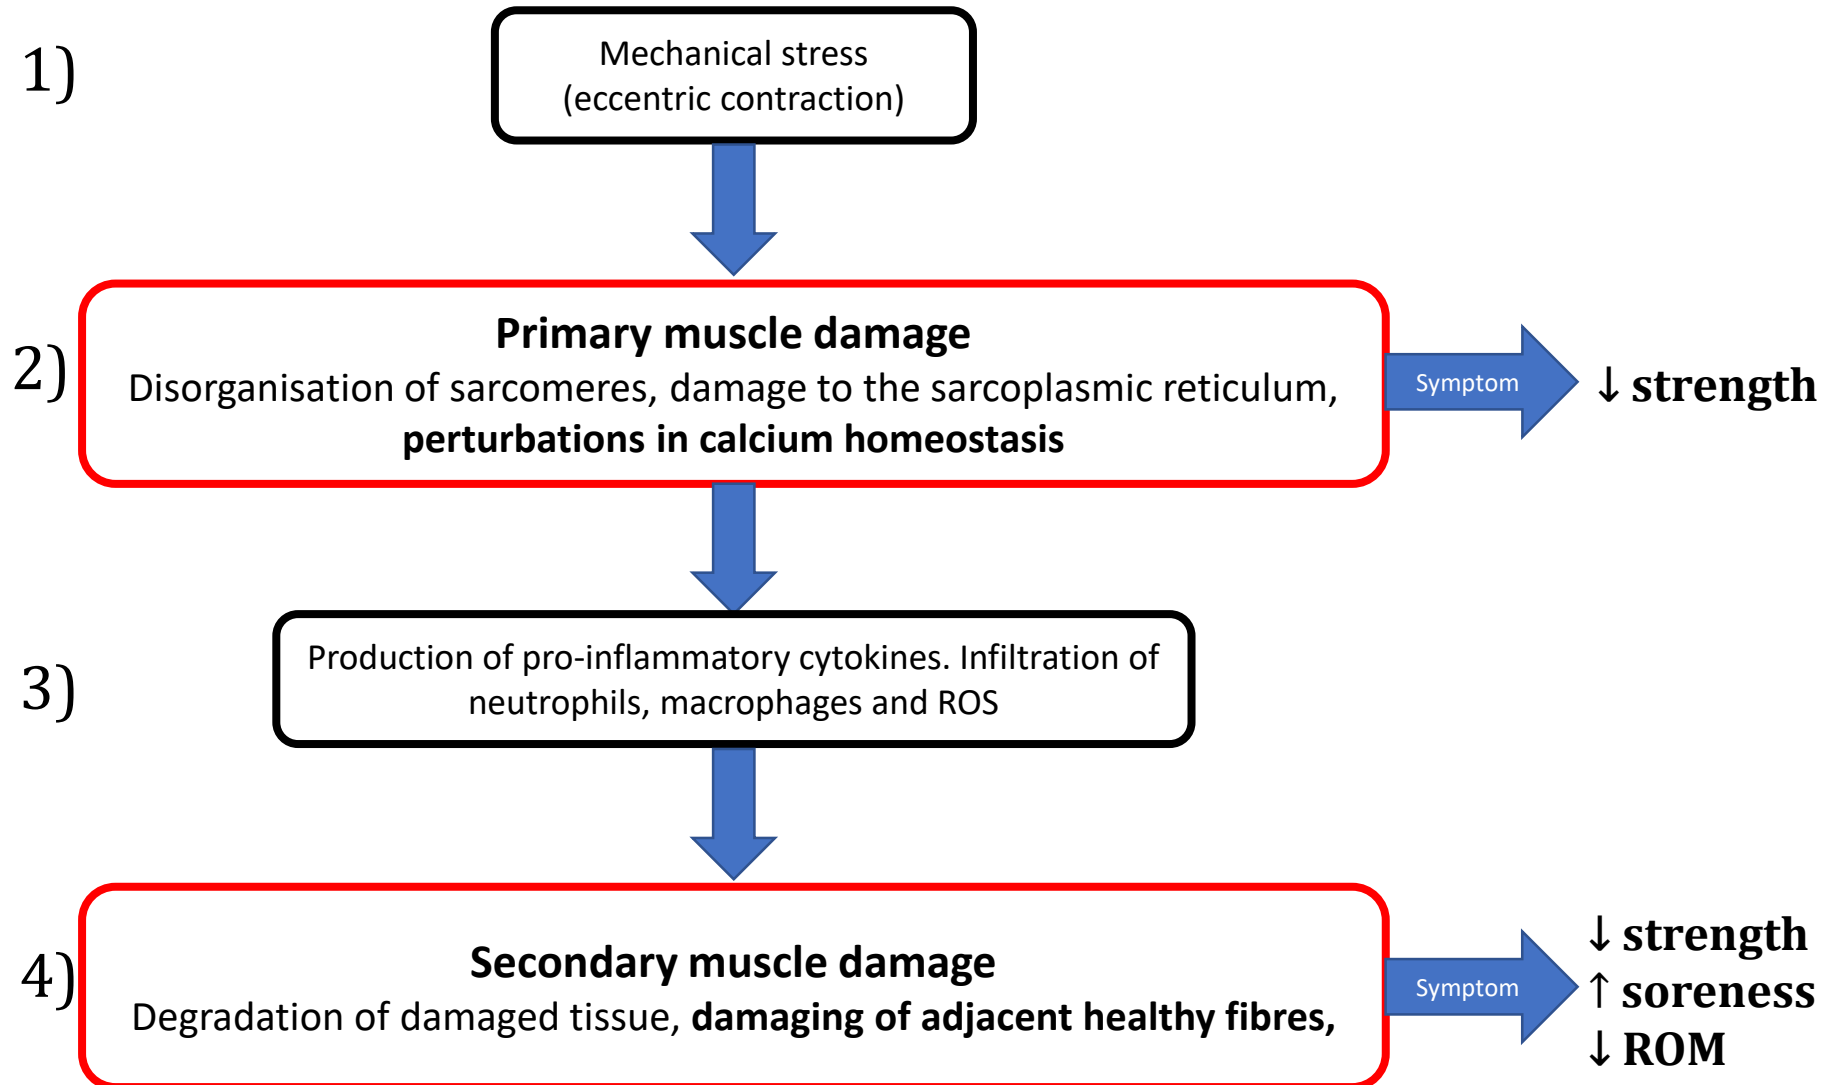 1)
Mechanical stress
(eccentric contraction)
2)
Primary muscle damage
Disorganisation of sarcomeres, damage to the sarcoplasmic reticulum,
perturbations in calcium homeostasis
Symptom
↓ strength
3)
Production of pro-inflammatory cytokines. Infiltration of
neutrophils, macrophages and ROS
4)
Secondary muscle damage
Degradation of damaged tissue, damaging of adjacent healthy fibres,
Symptom
↓ strength
↑ soreness
↓ ROM